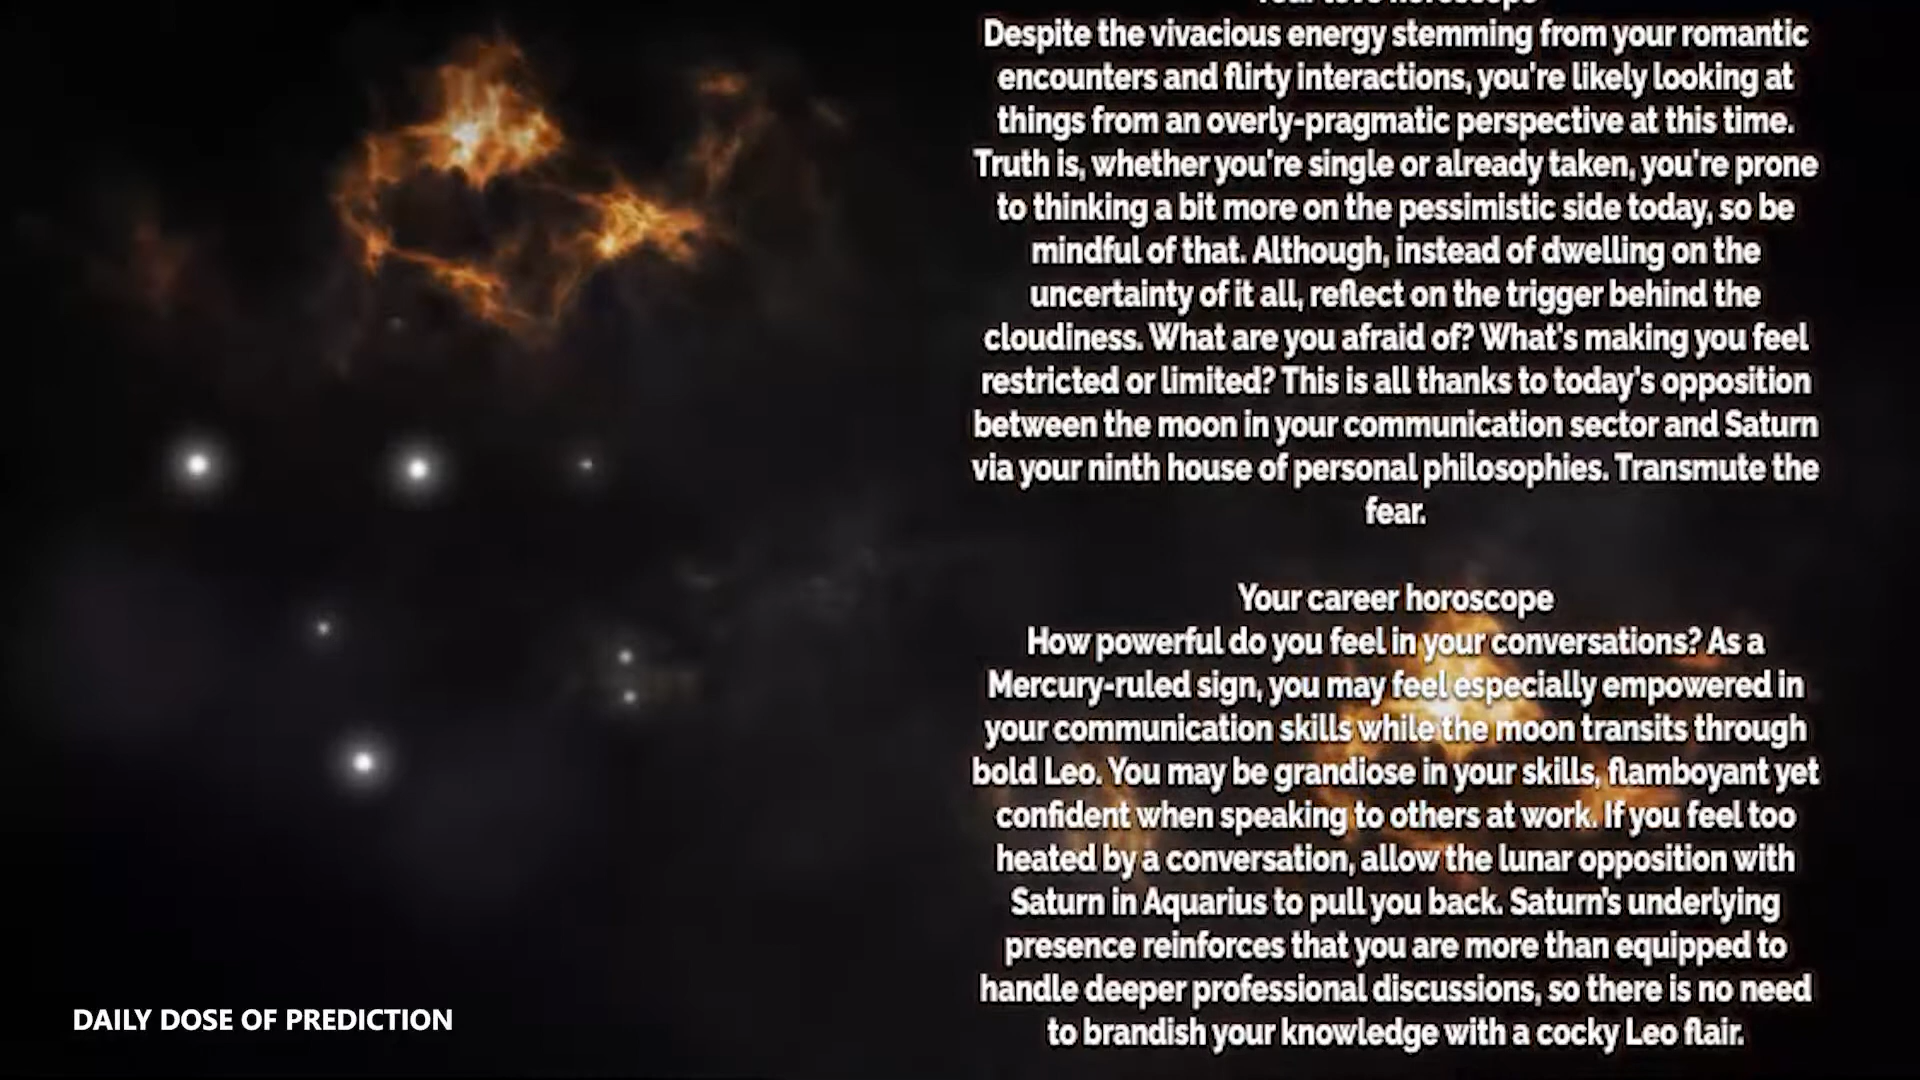 Your love horoscope
Despite the vivacious energy stemming from your romantic
encounters and flirty interactions, you're likely looking at
things from an overly-pragmatic perspective at this time.
Truth is, whether you're single or already taken, you're prone
to thinking a bit more on the pessimistic side today, so be
mindful of that. Although, instead of dwelling on the
uncertainty of it all, reflect on the trigger behind the
cloudiness. What are you afraid of? What's making you feel
restricted or limited? This is all thanks to today's opposition
between the moon in your communication sector and Saturn
via your ninth house of personal philosophies. Transmute the
fear.
Your career horoscope
How powerful do you feel in your conversations? As a
Mercury-ruled sign, you may feel especially empowered in
your communication skills while the moon transits through
bold Leo. You may be grandiose in your skills, flamboyant yet
confident when speaking to others at work. If you feel too
heated by a conversation, allow the lunar opposition with
Saturn in Aquarius to pull you back. Saturn’s underlying
presence reinforces that you are more than equipped to
handle deeper professional discussions, so there is no need
to brandish your knowledge with a cocky Leo flair.
DAILY DOSE OF PREDICTION